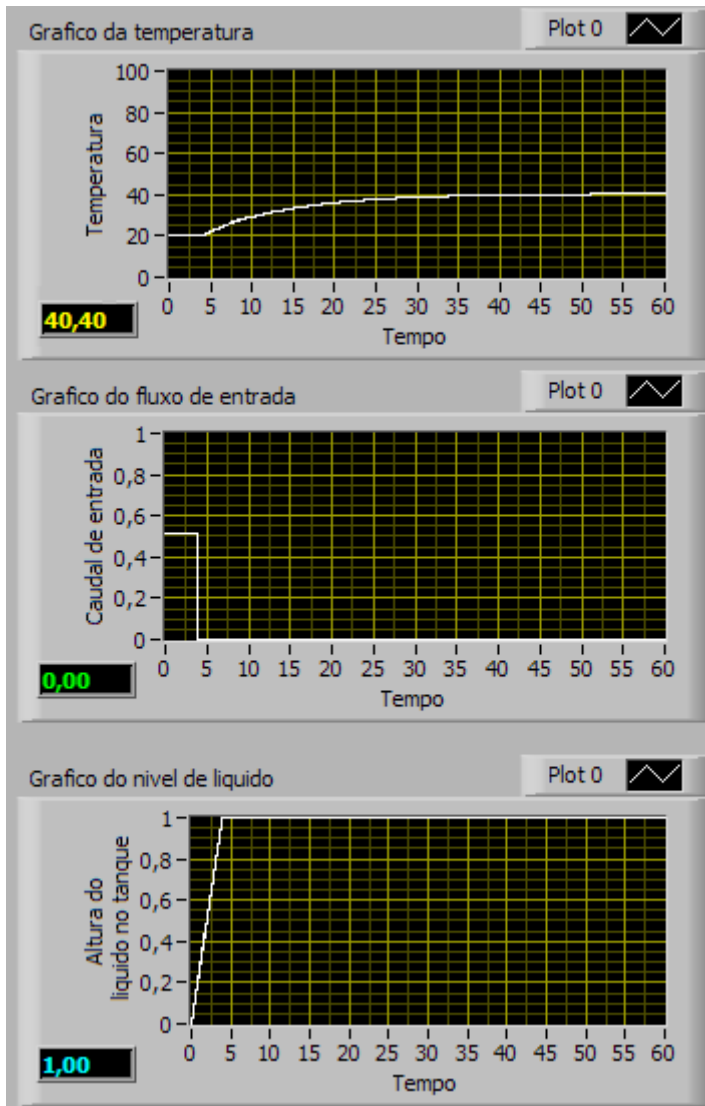 Grafico da temperatura
Plot 0
Temperatura
100
80
60
40
20
0
0 5 10 15 20 25 30 35 40 45 50 55 60
Tempo
40,40
Grafico do fluxo de entrada
Plot 0
Caudal de entrada
1
0,8
0,6
0,4
0,2
0
0 5 10 15 20 25 30 35 40 45 50 55 60
Tempo
0,00
Grafico do nivel de liquido
Plot 0
Altura do
liquido no tanque
1
0,8
0,6
0,4
0,2
0
0 5 10 15 20 25 30 35 40 45 50 55 60
Tempo
1,00